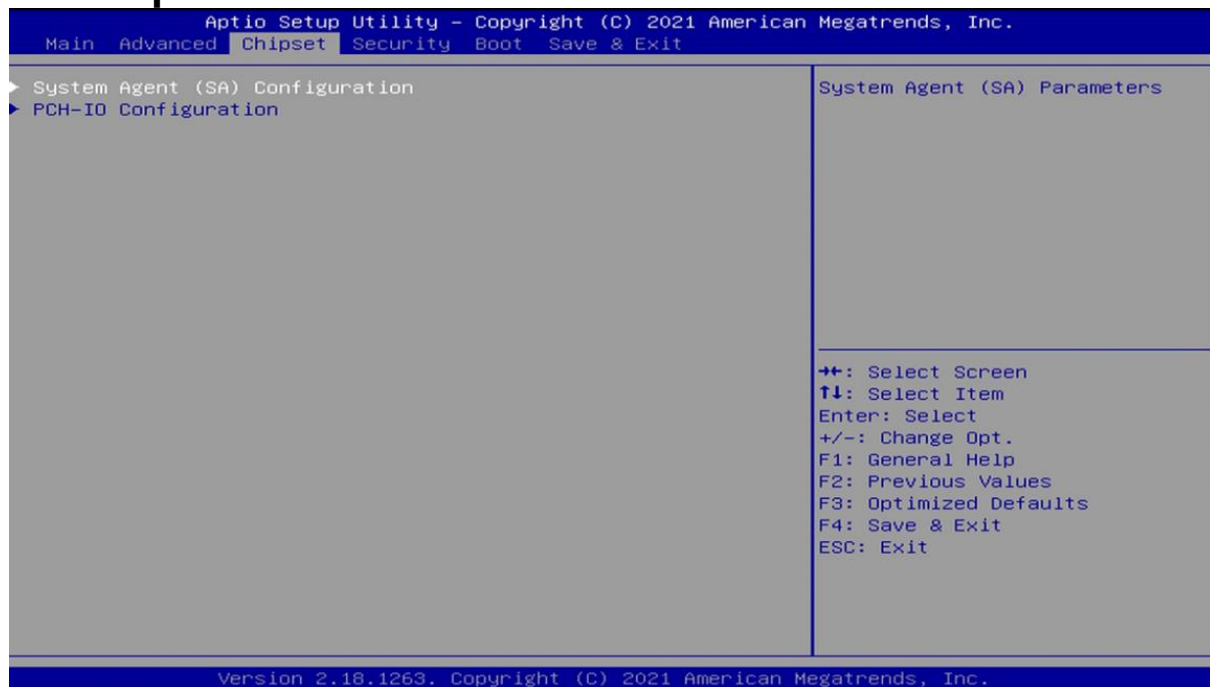 Aptio Setup Utility – Copyright (C) 2021 American Megatrends, Inc.
Main Advanced Chipset Security Boot Save & Exit
► System Agent (SA) Configuration
► PCH-IO Configuration
System Agent (SA) Parameters
→←: Select Screen
↑↓: Select Item
Enter: Select
+/-: Change Opt.
F1: General Help
F2: Previous Values
F3: Optimized Defaults
F4: Save & Exit
ESC: Exit
Version 2.18.1263. Copyright (C) 2021 American Megatrends, Inc.